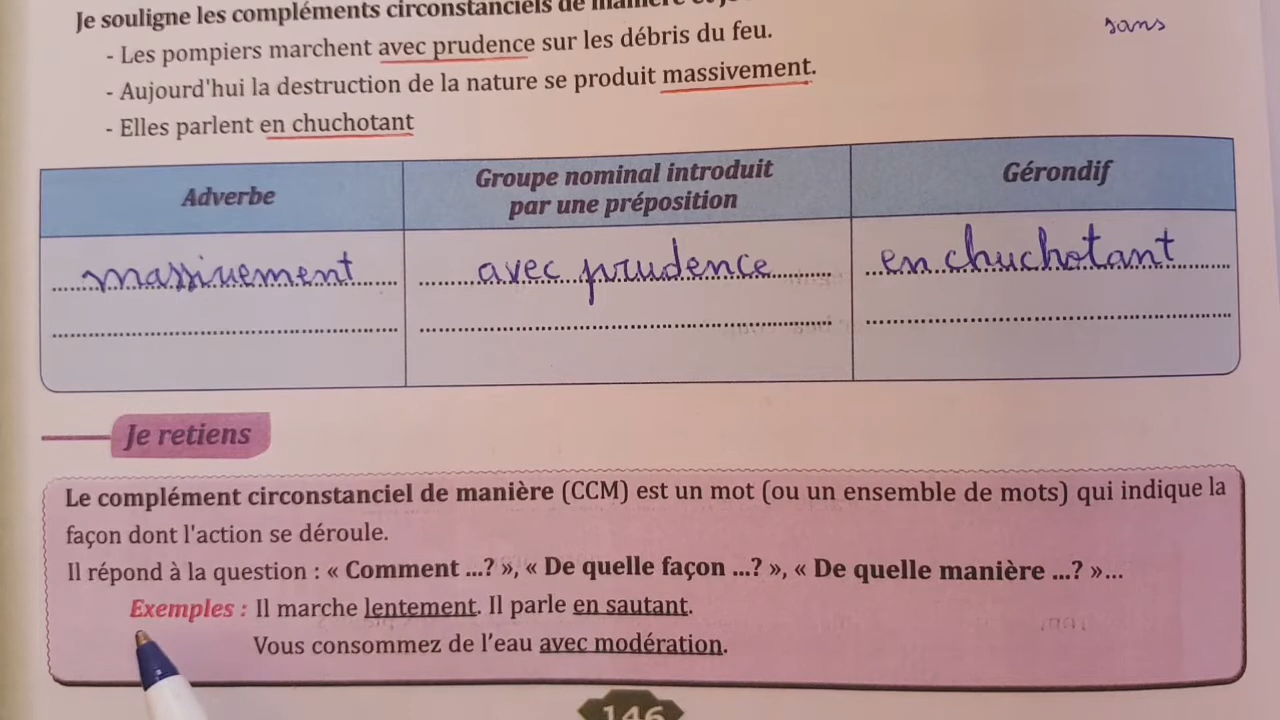 Je souligne les compléments circonstanciels de manière et
sans
- Les pompiers marchent avec prudence sur les débris du feu.
- Aujourd'hui la destruction de la nature se produit massivement.
- Elles parlent en chuchotant
Adverbe
Groupe nominal introduit
par une préposition
Gérondif
massivement
avec prudence
en chuchotant
Je retiens
Le complément circonstanciel de manière (CCM) est un mot (ou un ensemble de mots) qui indique la
façon dont l'action se déroule.
Il répond à la question : « Comment ...? », « De quelle façon ...? », « De quelle manière ...? »...
Exemples : Il marche lentement. Il parle en sautant.
Vous consommez de l'eau avec modération.
146